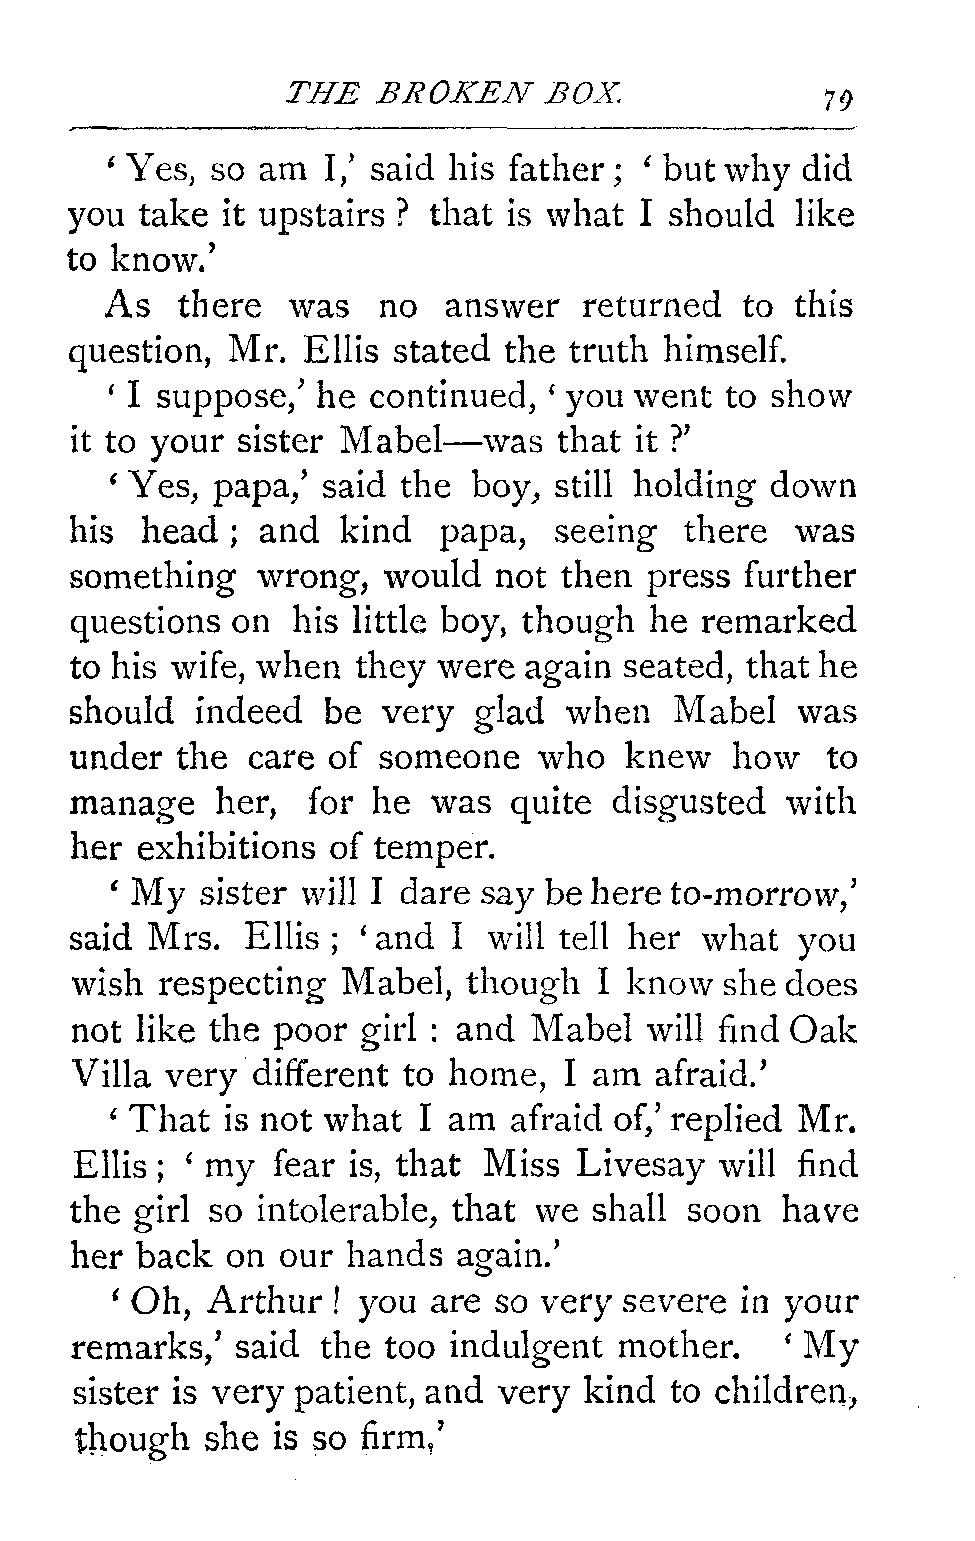 THE BROKEN BOX. 79
‘ Yes, so am I,’ said his father ; ‘ but why did
you take it upstairs ? that is what I should like
to know.’
As there was no answer returned to this
question, Mr. Ellis stated the truth himself.
‘ I suppose,’ he continued, ‘ you went to show
it to your sister Mabel—was that it ?’
‘ Yes, papa,’ said the boy, still holding down
his head ; and kind papa, seeing there was
something wrong, would not then press further
questions on his little boy, though he remarked
to his wife, when they were again seated, that he
should indeed be very glad when Mabel was
under the care of someone who knew how to
manage her, for he was quite disgusted with
her exhibitions of temper.
‘ My sister will I dare say be here to-morrow,’
said Mrs. Ellis ; ‘ and I will tell her what you
wish respecting Mabel, though I know she does
not like the poor girl : and Mabel will find Oak
Villa very different to home, I am afraid.’
‘ That is not what I am afraid of,’ replied Mr.
Ellis ; ‘ my fear is, that Miss Livesay will find
the girl so intolerable, that we shall soon have
her back on our hands again.’
‘ Oh, Arthur ! you are so very severe in your
remarks,’ said the too indulgent mother. ‘ My
sister is very patient, and very kind to children,
though she is so firm,’